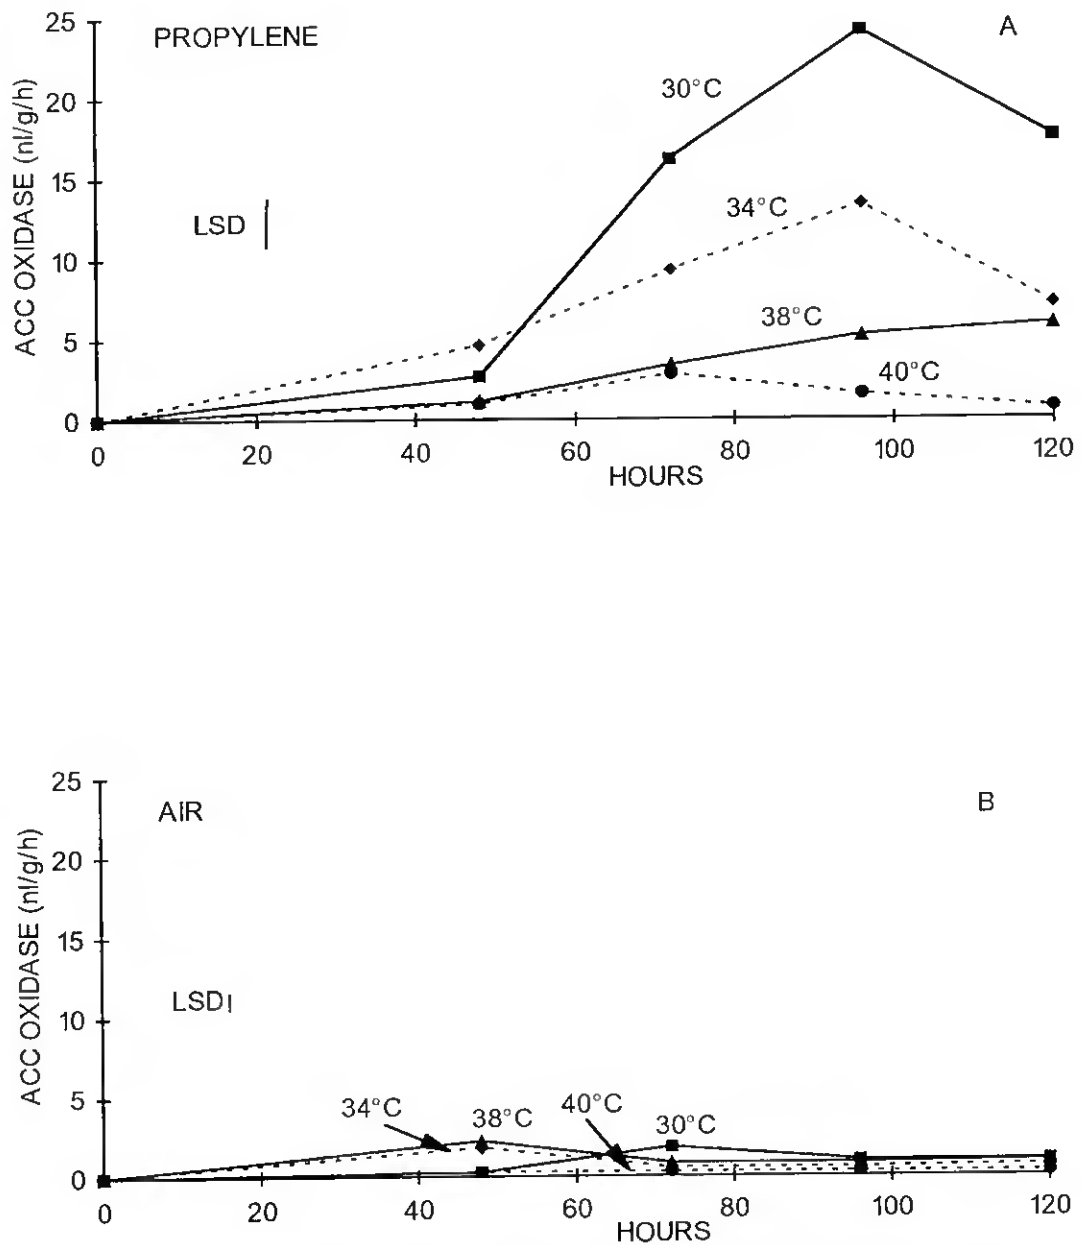 25
PROPYLENE
A
30°C
20
ACC OXIDASE (nl/g/h)
15
34°C
LSD
10
38°C
5
40°C
0
0 20 40 60 80 100 120
HOURS
25
AIR
B
20
ACC OXIDASE (nl/g/h)
15
LSD
10
5
34°C 38°C 40°C 30°C
0
0 20 40 60 80 100 120
HOURS